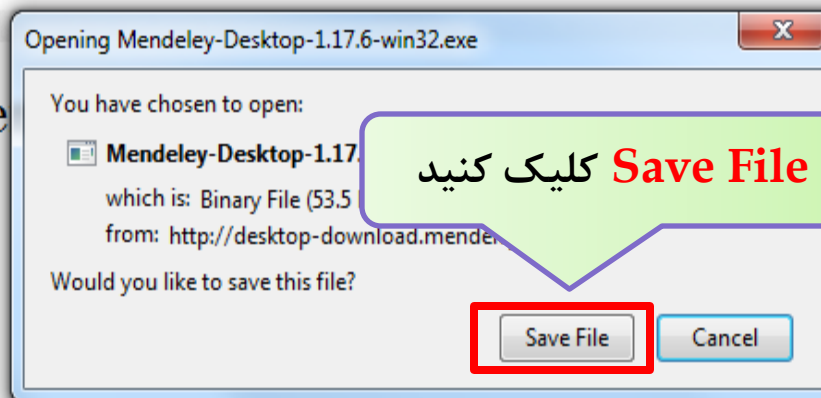 Opening Mendeley-Desktop-1.17.6-win32.exe
You have chosen to open:
Mendeley-Desktop-1.17.
which is: Binary File (53.5
from: http://desktop-download.mendel
Would you like to save this file?
Save File کلیک کنید
Save File
Cancel